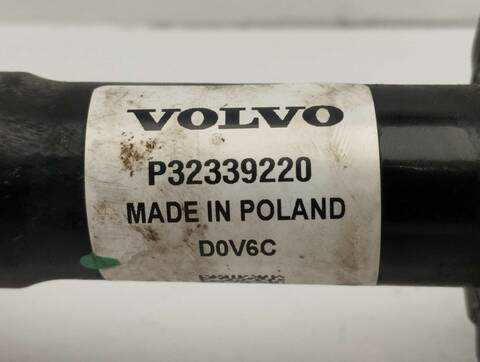 VOLVO
P32339220
MADE IN POLAND
D0V6C